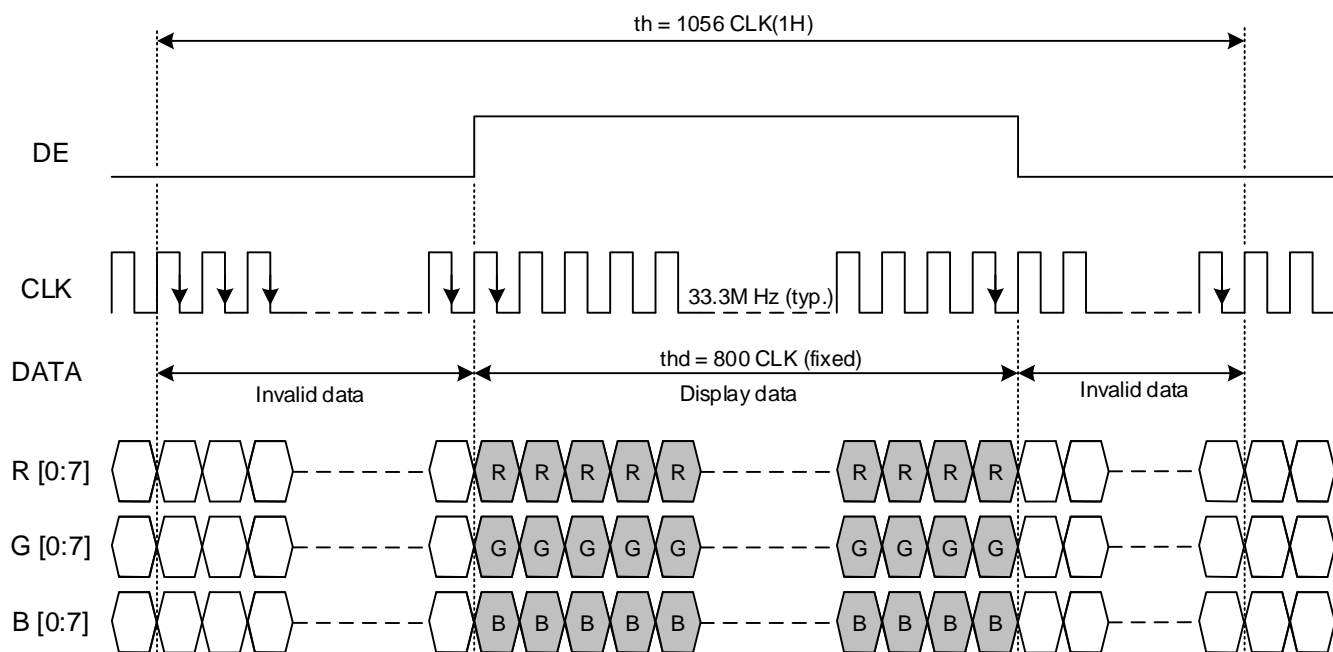 th = 1056 CLK(1H)
DE
CLK
33.3M Hz (typ.)
DATA
thd = 800 CLK (fixed)
Invalid data
Display data
Invalid data
R [0:7]
R R R R R R R R R
G [0:7]
G G G G G G G G G
B [0:7]
B B B B B B B B B